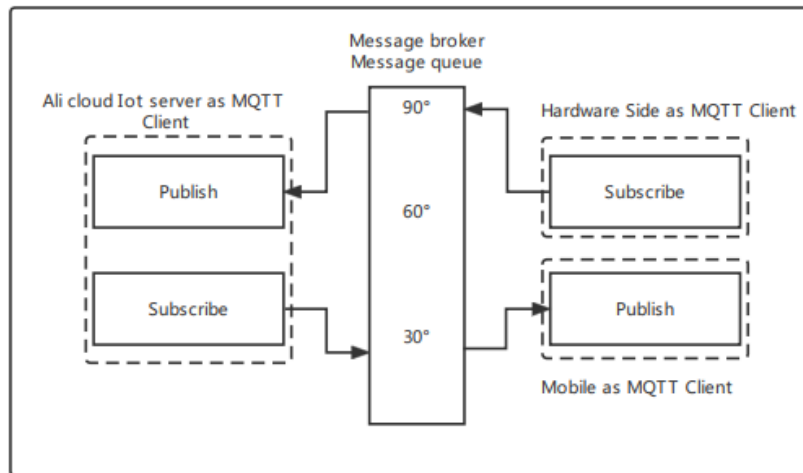 Message broker
Message queue
Ali cloud Iot server as MQTT
Client
Hardware Side as MQTT Client
90°
Publish
Subscribe
60°
Subscribe
Publish
30°
Mobile as MQTT Client